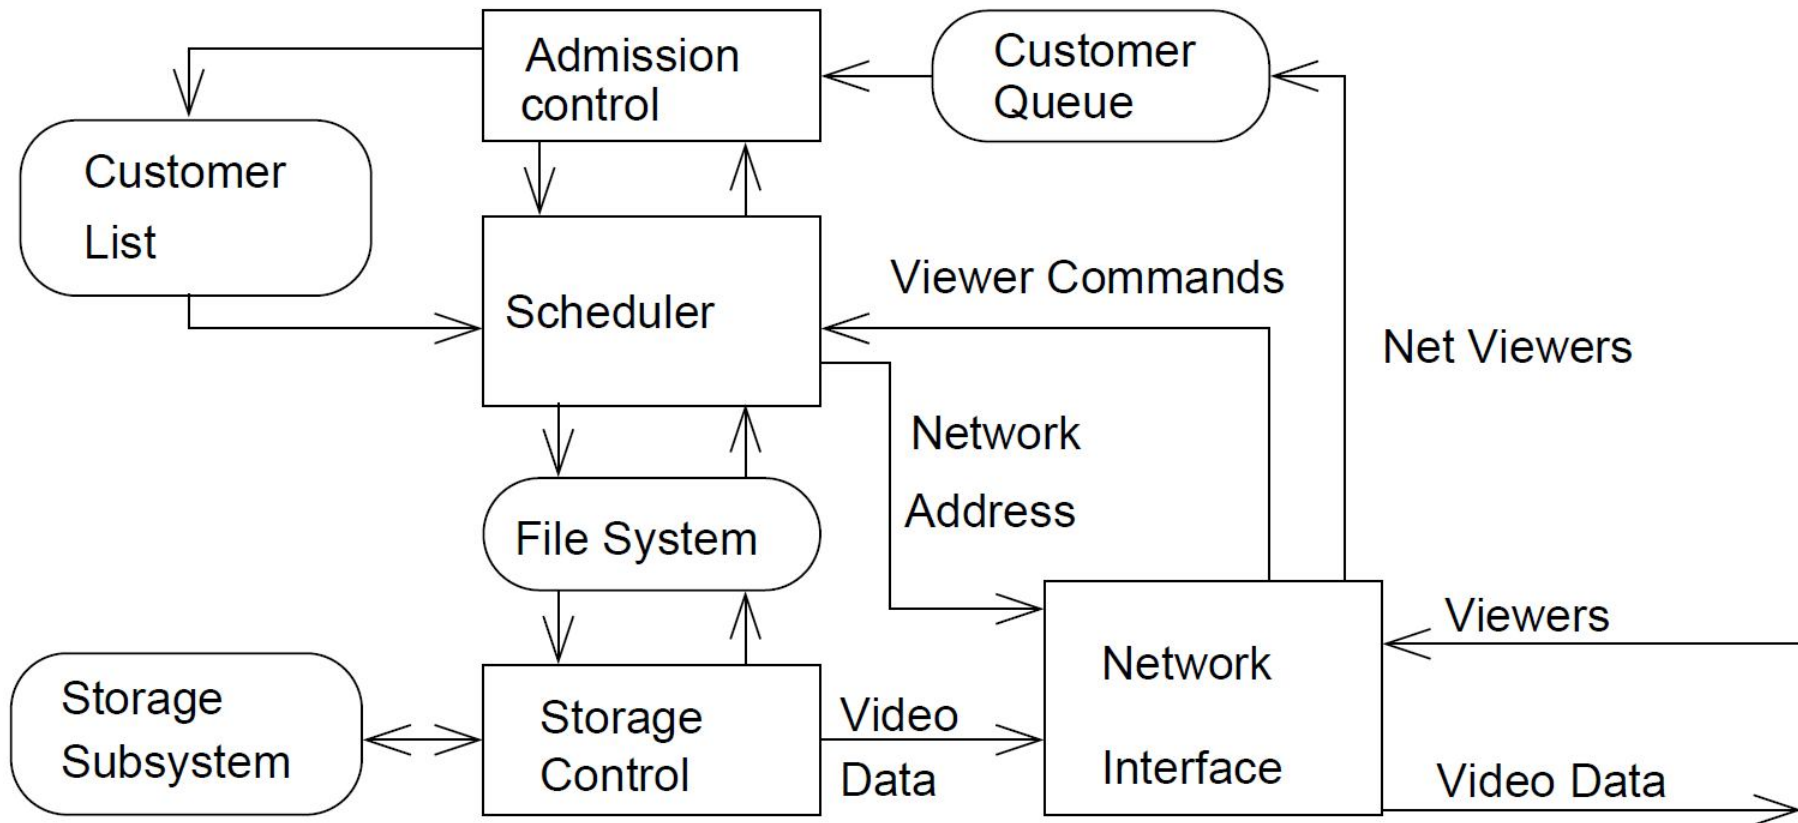 Admission
control
Customer
Queue
Customer
List
Scheduler
Viewer Commands
Net Viewers
Network
Address
File System
Viewers
Network
Interface
Storage
Subsystem
Storage
Control
Video
Data
Video Data